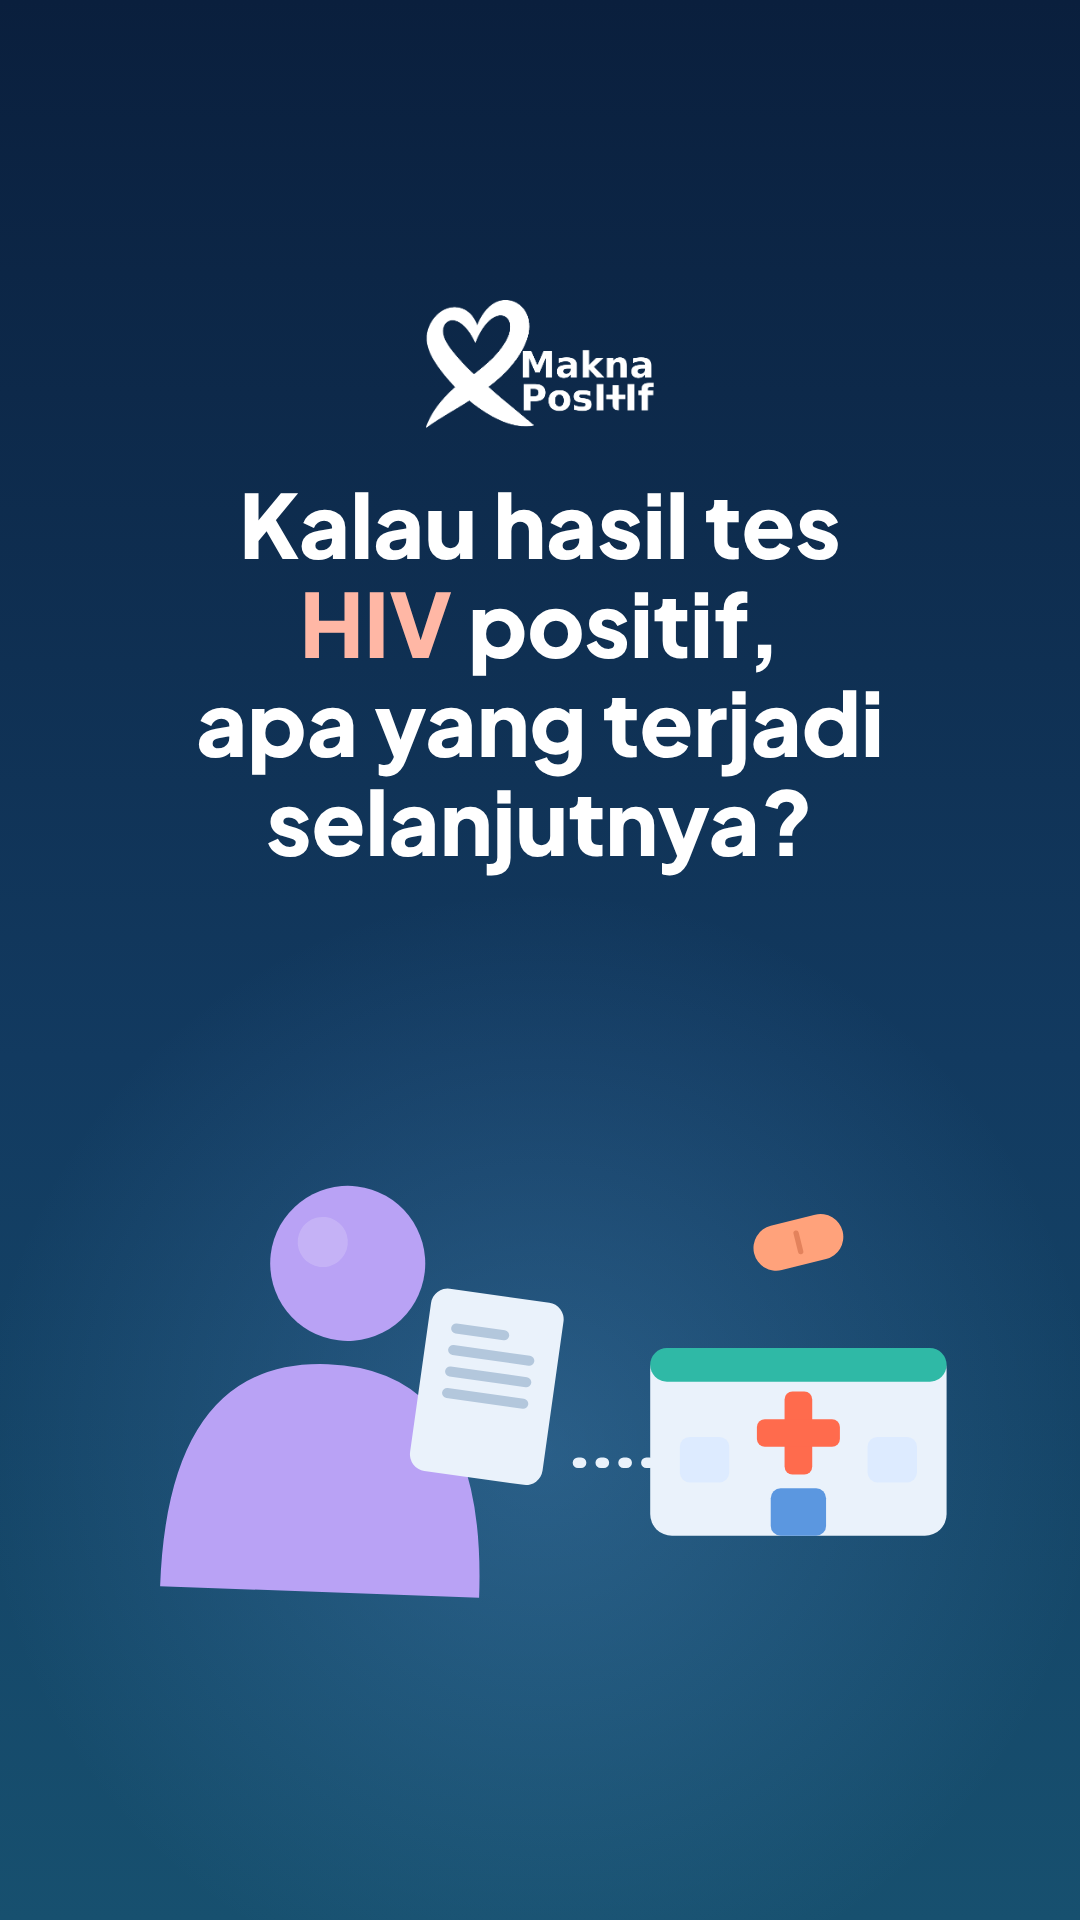 Makna
PosItIf
Kalau hasil tes
HIV positif,
apa yang terjadi
selanjutnya?